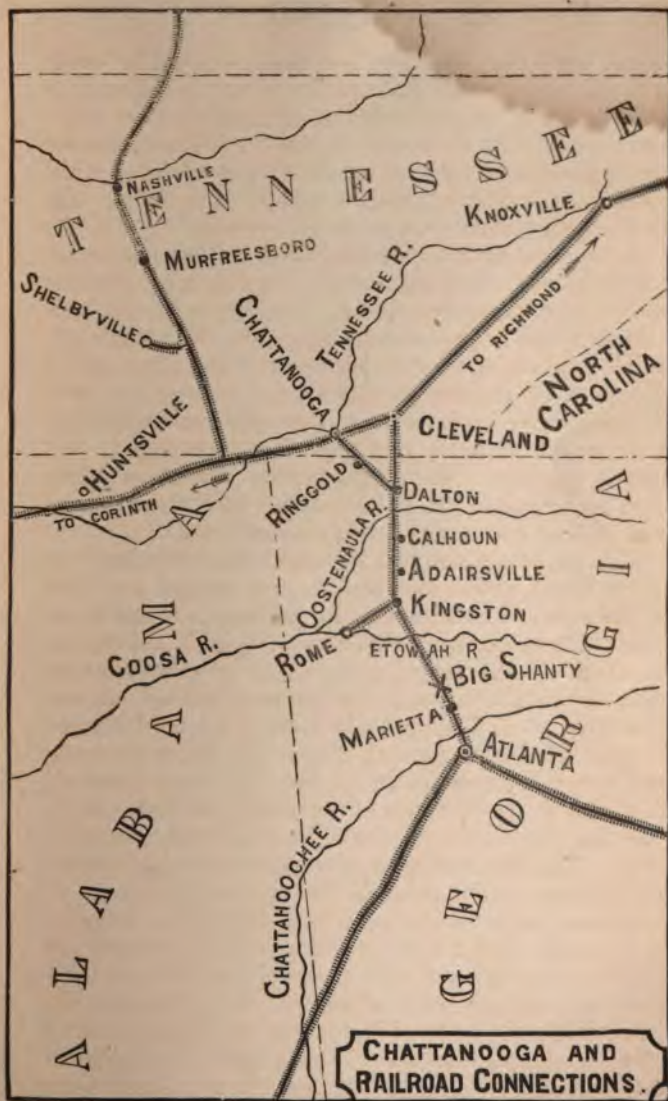 TENNESSEE
NASHVILLE
KNOXVILLE
MURFREESBORO
SHELBYVILLE
CHATTANOOGA
TENNESSEE R.
TO RICHMOND
NORTH
CAROLINA
HUNTSVILLE
CLEVELAND
TO CORINTH
RINGGOLD
DALTON
OOSTENAULA R.
CALHOUN
ADAIRSVILLE
KINGSTON
COOSA R.
ROME
ETOWAH R
BIG SHANTY
MARIETTA
ATLANTA
CHATTAHOOCHEE R.
ALABAMA
GEORGIA
CHATTANOOGA AND
RAILROAD CONNECTIONS.